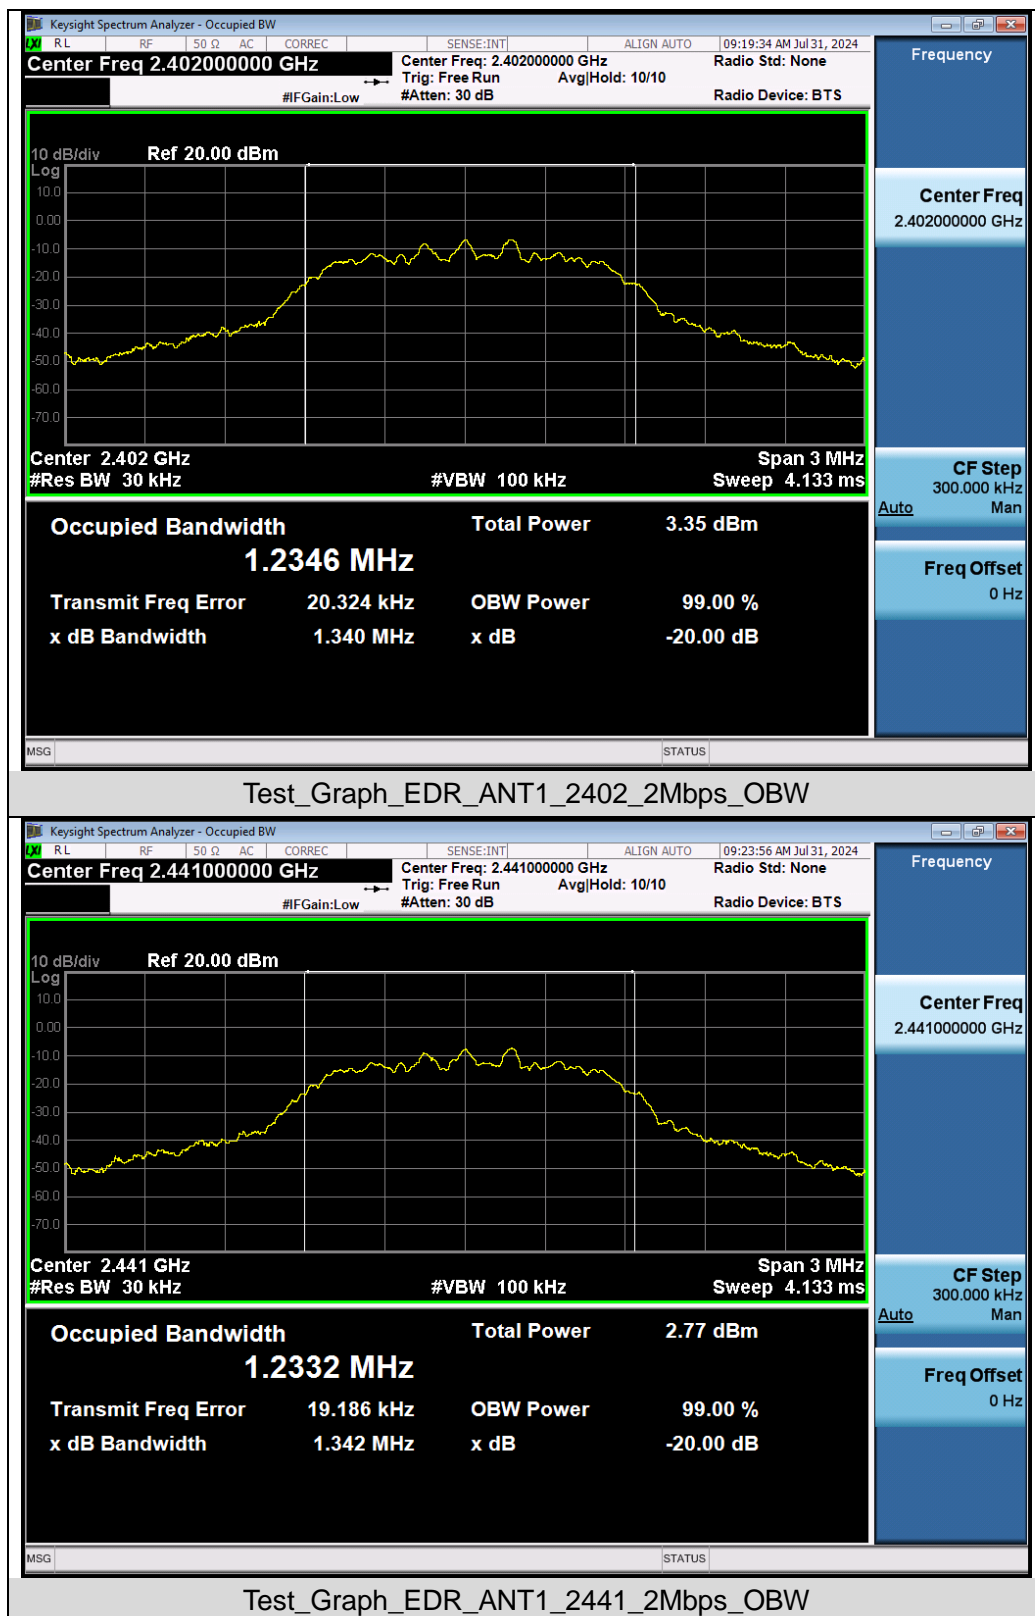 Keysight Spectrum Analyzer - Occupied BW
LXI RL RF 50 Ω AC CORREC SENSE:INT ALIGN AUTO 09:19:34 AM Jul 31, 2024
Center Freq 2.402000000 GHz
Center Freq: 2.402000000 GHz Radio Std: None
Trig: Free Run Avg|Hold: 10/10
#IFGain:Low #Atten: 30 dB Radio Device: BTS
Frequency
10 dB/div Ref 20.00 dBm
Log
10.0
0.00
-10.0
-20.0
-30.0
-40.0
-50.0
-60.0
-70.0
Center 2.402 GHz Span 3 MHz
#Res BW 30 kHz #VBW 100 kHz Sweep 4.133 ms
Center Freq
2.402000000 GHz
CF Step
300.000 kHz
Auto Man
Freq Offset
0 Hz
Occupied Bandwidth Total Power 3.35 dBm
1.2346 MHz
Transmit Freq Error 20.324 kHz OBW Power 99.00 %
x dB Bandwidth 1.340 MHz x dB -20.00 dB
MSG STATUS
Test_Graph_EDR_ANT1_2402_2Mbps_OBW
Keysight Spectrum Analyzer - Occupied BW
LXI RL RF 50 Ω AC CORREC SENSE:INT ALIGN AUTO 09:23:56 AM Jul 31, 2024
Center Freq 2.441000000 GHz
Center Freq: 2.441000000 GHz Radio Std: None
Trig: Free Run Avg|Hold: 10/10
#IFGain:Low #Atten: 30 dB Radio Device: BTS
Frequency
10 dB/div Ref 20.00 dBm
Log
10.0
0.00
-10.0
-20.0
-30.0
-40.0
-50.0
-60.0
-70.0
Center 2.441 GHz Span 3 MHz
#Res BW 30 kHz #VBW 100 kHz Sweep 4.133 ms
Center Freq
2.441000000 GHz
CF Step
300.000 kHz
Auto Man
Freq Offset
0 Hz
Occupied Bandwidth Total Power 2.77 dBm
1.2332 MHz
Transmit Freq Error 19.186 kHz OBW Power 99.00 %
x dB Bandwidth 1.342 MHz x dB -20.00 dB
MSG STATUS
Test_Graph_EDR_ANT1_2441_2Mbps_OBW